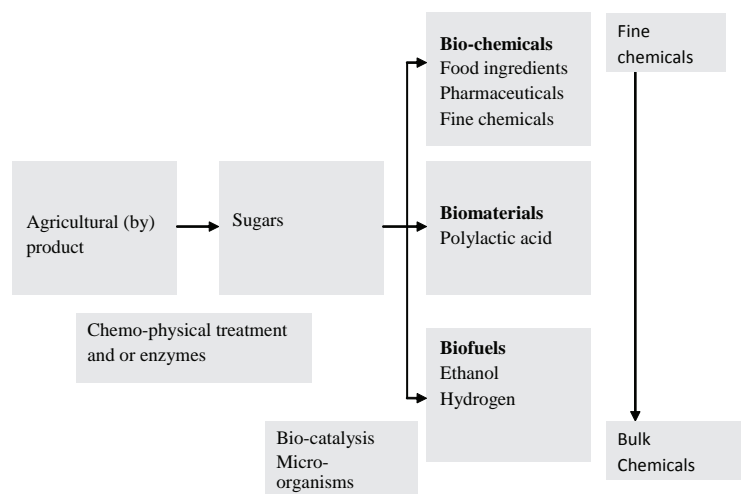 Bio-chemicals
Food ingredients
Pharmaceuticals
Fine chemicals
Fine
chemicals
Agricultural (by)
product
Sugars
Biomaterials
Polylactic acid
Chemo-physical treatment
and or enzymes
Biofuels
Ethanol
Hydrogen
Bio-catalysis
Micro-
organisms
Bulk
Chemicals